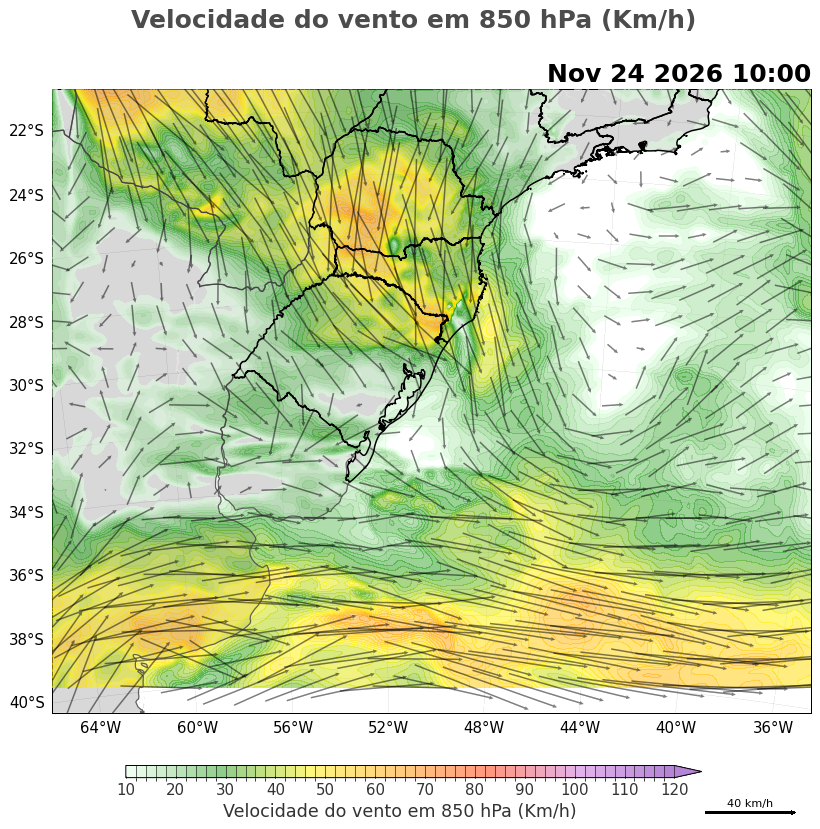 Velocidade do vento em 850 hPa (Km/h)
Nov 24 2026 10:00
22°S
24°S
26°S
28°S
30°S
32°S
34°S
36°S
38°S
40°S
64°W 60°W 56°W 52°W 48°W 44°W 40°W 36°W
10 20 30 40 50 60 70 80 90 100 110 120
Velocidade do vento em 850 hPa (Km/h)
40 km/h